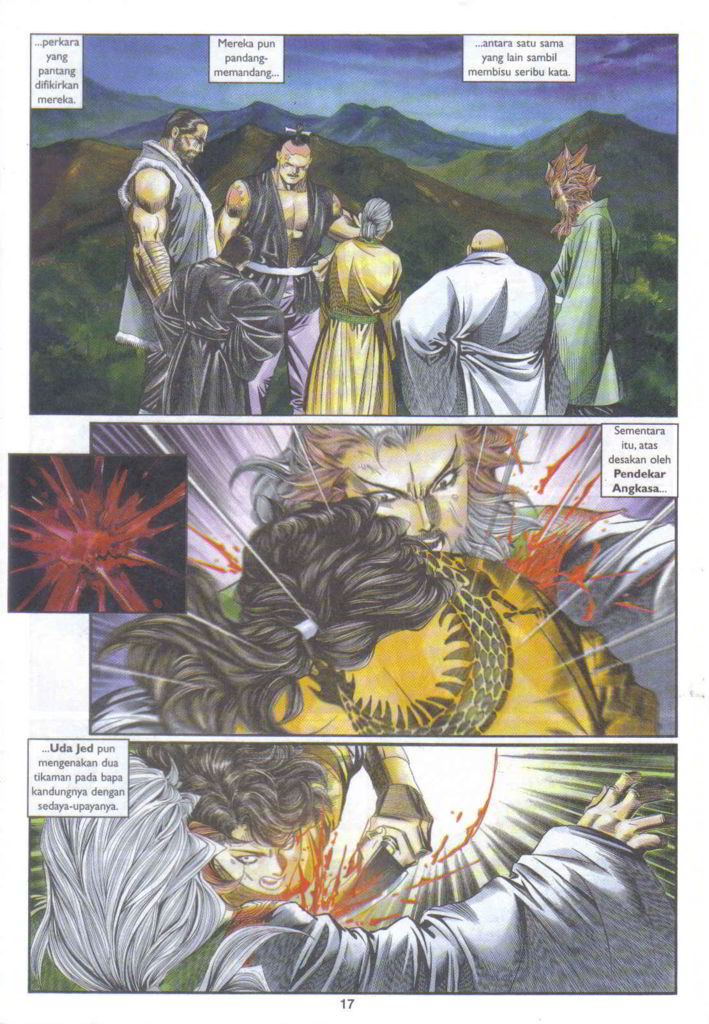 ...perkara
yang
pantang
difikirkan
mereka.
Mereka pun
pandang-
memandang...
...antara satu sama
yang lain sambil
membisu seribu kata.
Sementara
itu, atas
desakan oleh
Pendekar
Angkasa...
...Uda Jed pun
mengenakan dua
tikaman pada bapa
kandungnya dengan
sedaya-upayanya.
17